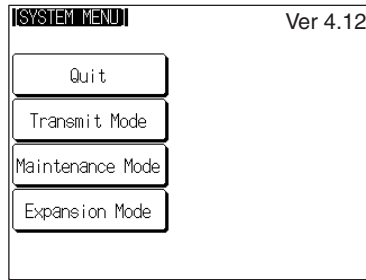 SYSTEM MENU
Ver 4.12
Quit
Transmit Mode
Maintenance Mode
Expansion Mode